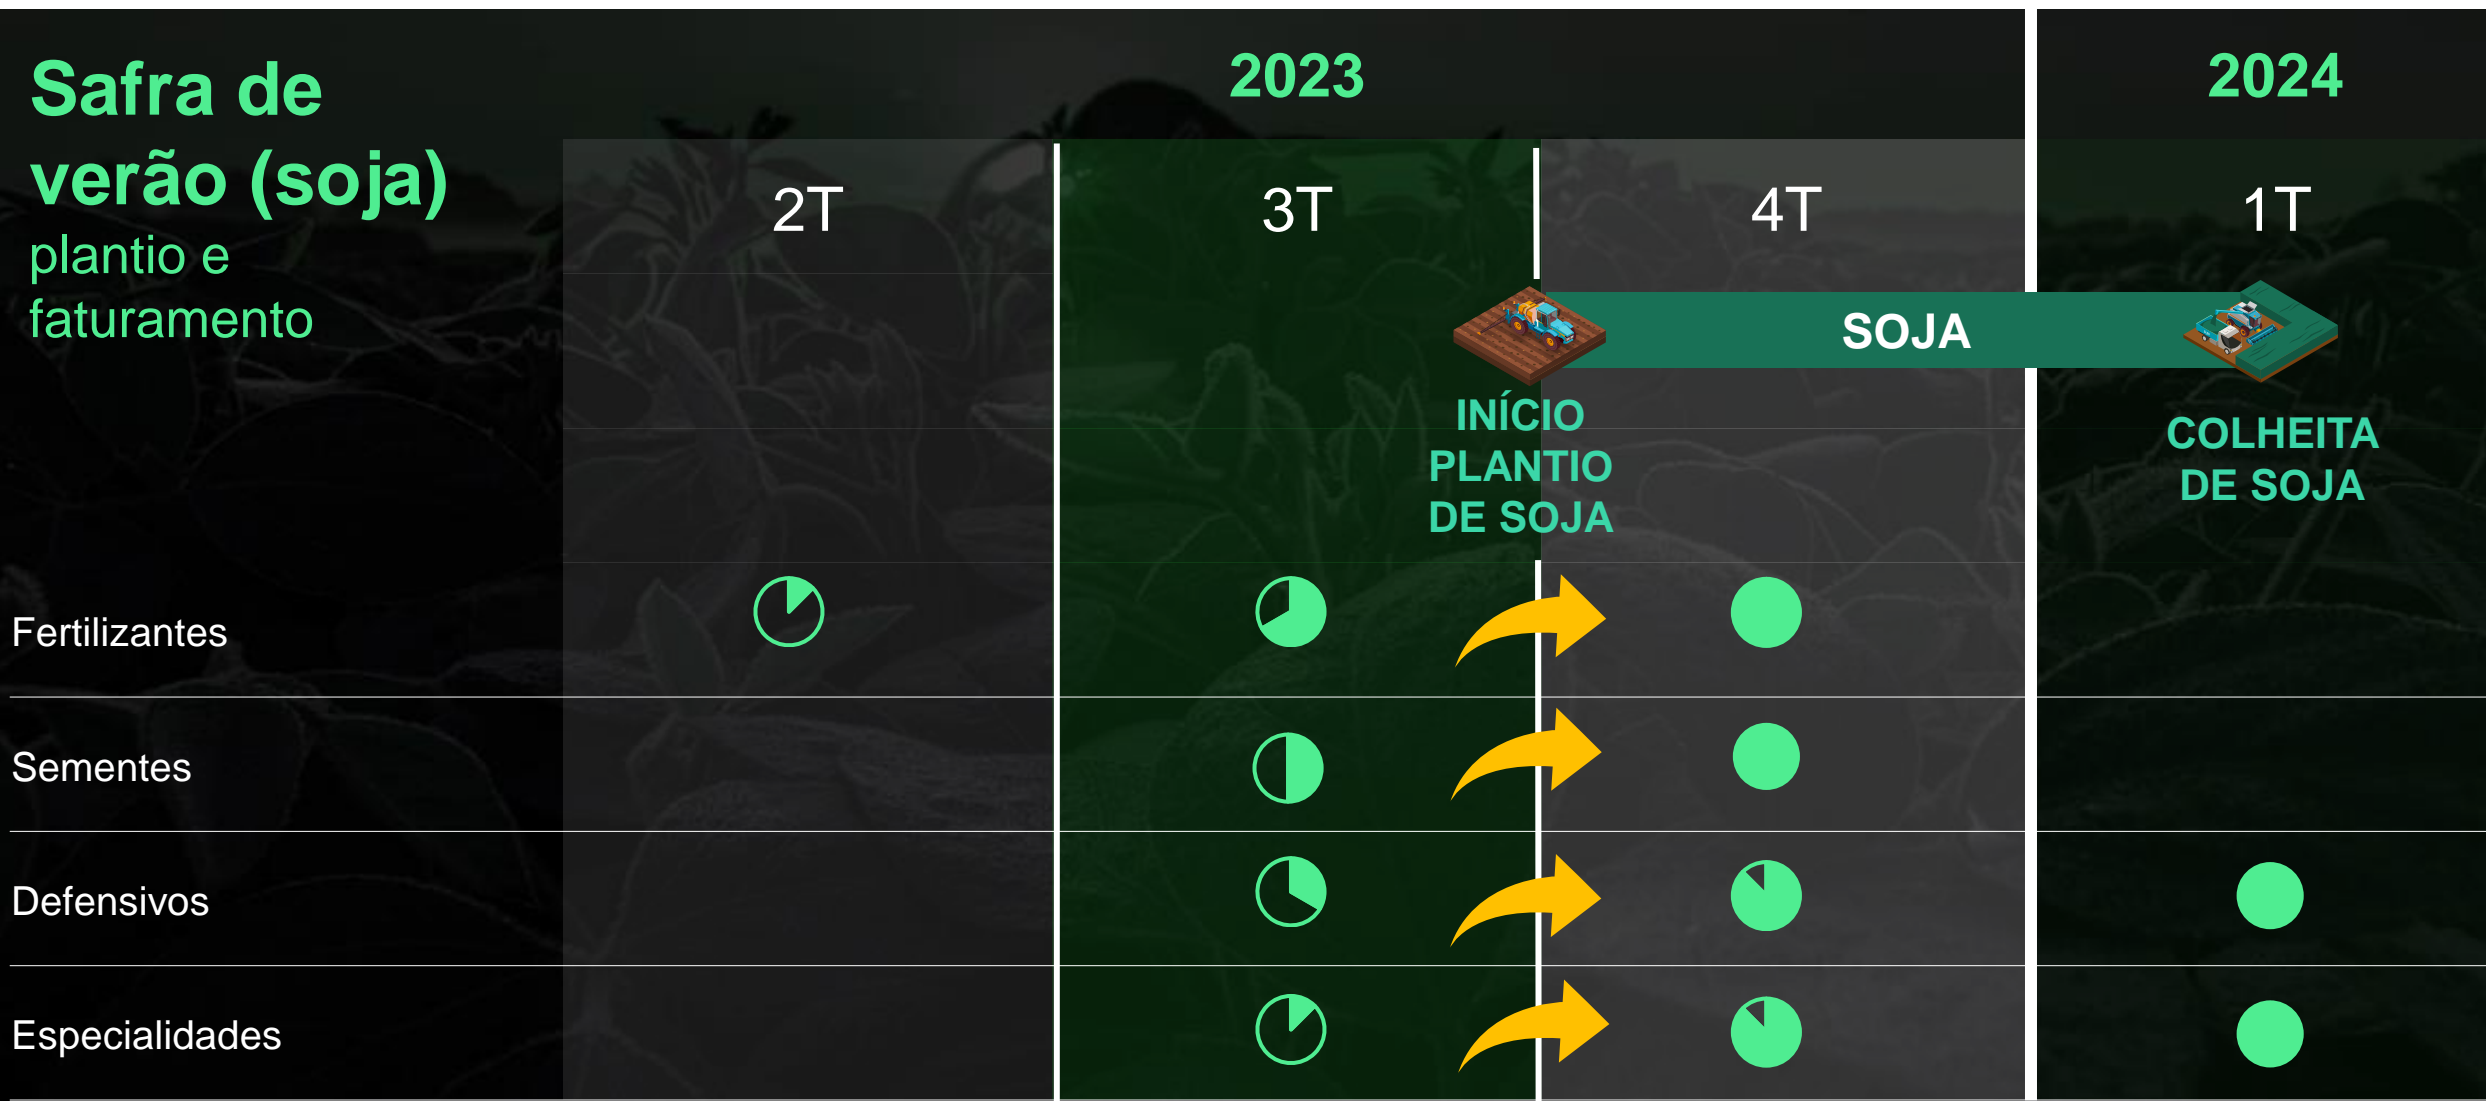 Safra de
verão (soja)
plantio e
faturamento
2023
2024
2T
3T
4T
1T
SOJA
INÍCIO
PLANTIO
DE SOJA
COLHEITA
DE SOJA
Fertilizantes
Sementes
Defensivos
Especialidades